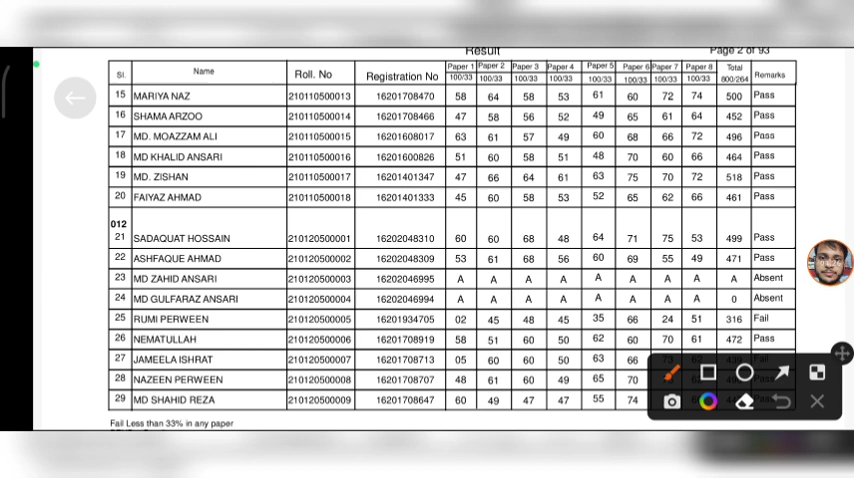 Result Page 2 of 93
Sl. Name Roll. No Registration No Paper 1 100/33 Paper 2 100/33 Paper 3 100/33 Paper 4 100/33 Paper 5 100/33 Paper 6 100/33 Paper 7 100/33 Paper 8 100/33 Total 800/264 Remarks
15 MARIYA NAZ 210110500013 16201708470 58 64 58 53 61 60 72 74 500 Pass
16 SHAMA ARZOO 210110500014 16201708466 47 58 56 52 49 65 61 64 452 Pass
17 MD. MOAZZAM ALI 210110500015 16201608017 63 61 57 49 60 68 66 72 496 Pass
18 MD KHALID ANSARI 210110500016 16201600826 51 60 58 51 48 70 60 66 464 Pass
19 MD. ZISHAN 210110500017 16201401347 47 66 64 61 63 75 70 72 518 Pass
20 FAIYAZ AHMAD 210110500018 16201401333 45 60 58 53 52 65 62 66 461 Pass
012
21 SADAQUAT HOSSAIN 210120500001 16202048310 60 60 68 48 64 71 75 53 499 Pass
22 ASHFAQUE AHMAD 210120500002 16202048309 53 61 68 56 60 69 55 49 471 Pass
23 MD ZAHID ANSARI 210120500003 16202046995 A A A A A A A A A Absent
24 MD GULFARAZ ANSARI 210120500004 16202046994 A A A A A A A A 0 Absent
25 RUMI PERWEEN 210120500005 16201934705 02 45 48 45 35 66 24 51 316 Fail
26 NEMATULLAH 210120500006 16201708919 58 51 60 50 62 60 70 61 472 Pass
27 JAMEELA ISHRAT 210120500007 16201708713 05 60 60 50 63 66
28 NAZEEN PERWEEN 210120500008 16201708707 48 61 60 49 65 70
29 MD SHAHID REZA 210120500009 16201708647 60 49 47 47 55 74
Fail Less than 33% in any paper